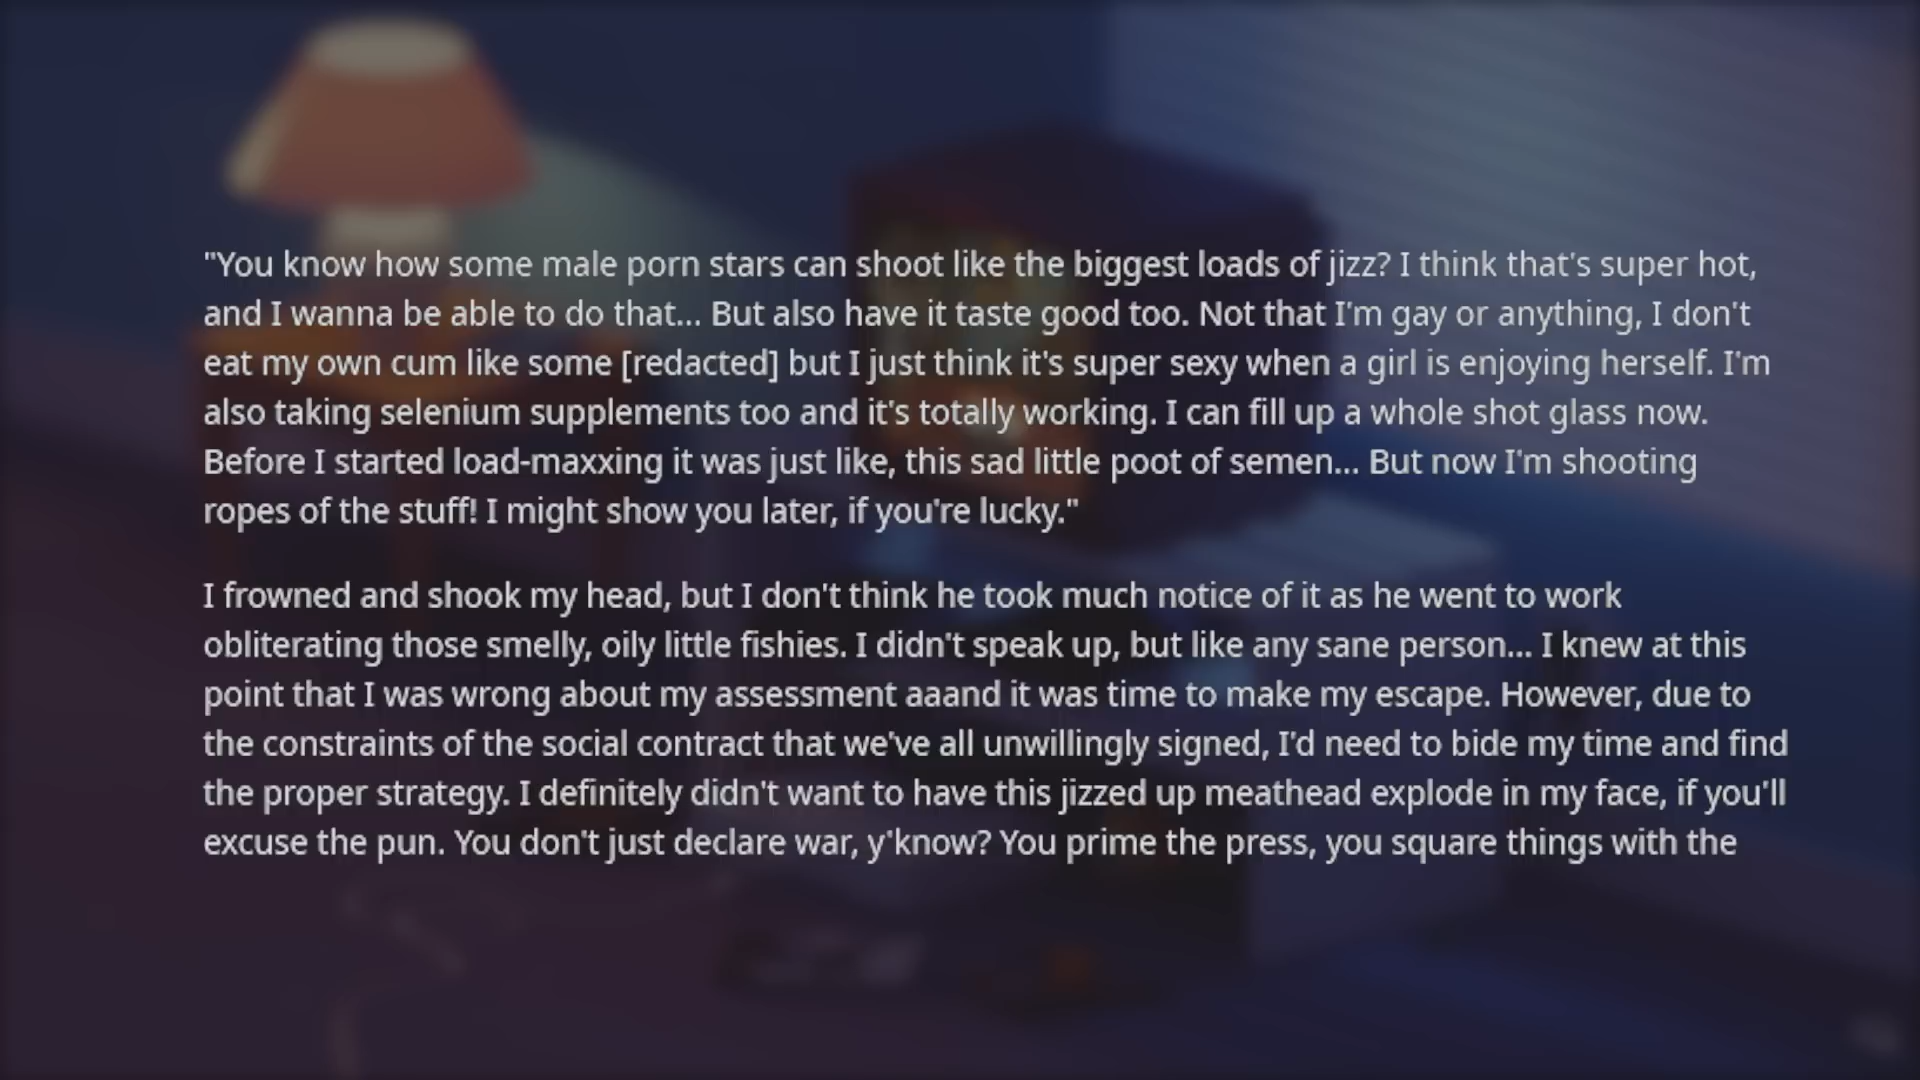 "You know how some male porn stars can shoot like the biggest loads of jizz? I think that's super hot,
and I wanna be able to do that... But also have it taste good too. Not that I'm gay or anything, I don't
eat my own cum like some [redacted] but I just think it's super sexy when a girl is enjoying herself. I'm
also taking selenium supplements too and it's totally working. I can fill up a whole shot glass now.
Before I started load-maxxing it was just like, this sad little poot of semen... But now I'm shooting
ropes of the stuff! I might show you later, if you're lucky."
I frowned and shook my head, but I don't think he took much notice of it as he went to work
obliterating those smelly, oily little fishies. I didn't speak up, but like any sane person... I knew at this
point that I was wrong about my assessment aaand it was time to make my escape. However, due to
the constraints of the social contract that we've all unwillingly signed, I'd need to bide my time and find
the proper strategy. I definitely didn't want to have this jizzed up meathead explode in my face, if you'll
excuse the pun. You don't just declare war, y'know? You prime the press, you square things with the